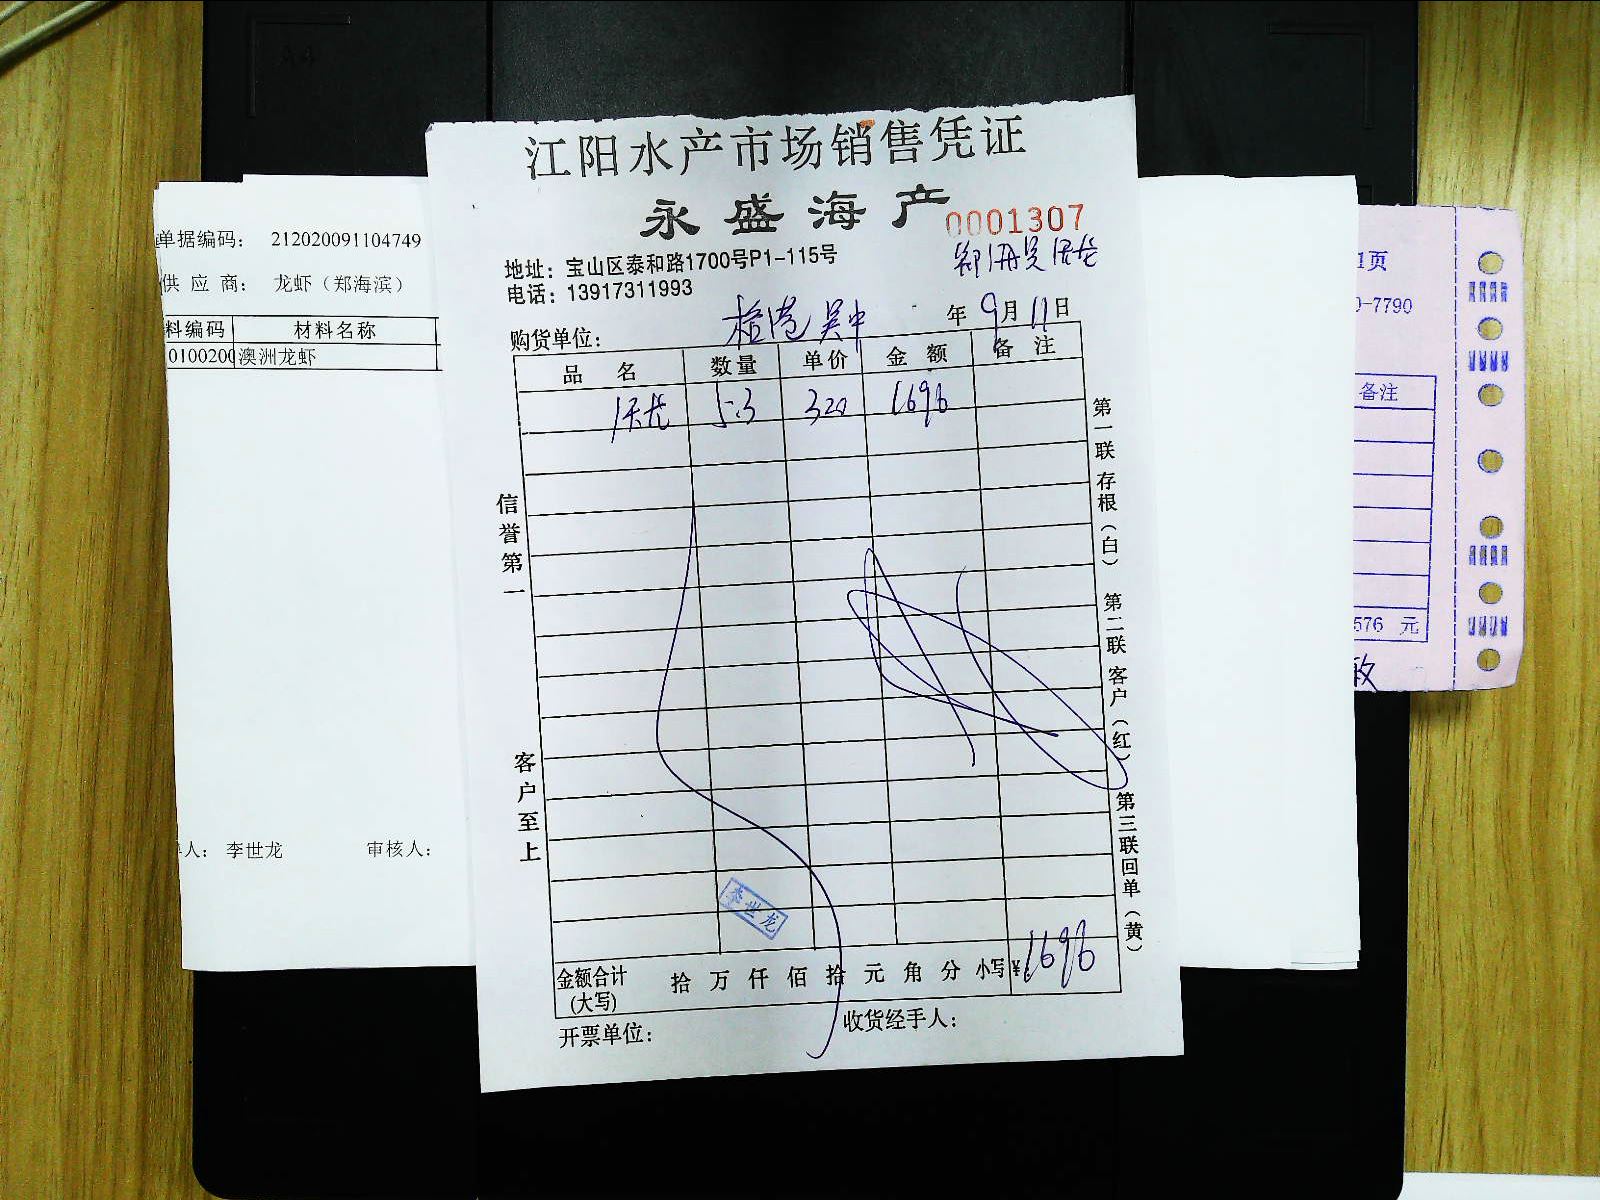 江阳水产市场销售凭证
永盛海产
0001307
地址：宝山区泰和路1700号P1-115号
电话：13917311993
购货单位： 年9月11日
品 名 数量 单价 金额 备注
5.3 320 1696
信誉第一
客户至上
第一联存根（白） 第二联客户（红） 第三联回单（黄）
李世龙
金额合计(大写) 拾 万 仟 佰 拾 元 角 分 小写¥ 1696
开票单位： 收货经手人：
单据编码： 212020091104749
供 应 商： 龙虾（郑海滨）
料编码 材料名称
0100200 澳洲龙虾
人： 李世龙 审核人：
1页
0-7790
备注
576 元